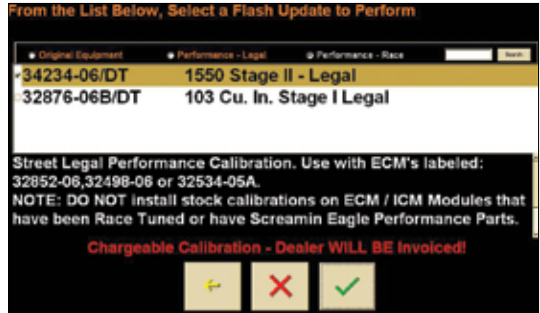 From the List Below, Select a Flash Update to Perform
Original Equipment Performance - Legal Performance - Race Search
34234-06/DT 1550 Stage II - Legal
32876-06B/DT 103 Cu. In. Stage I Legal
Street Legal Performance Calibration. Use with ECM's labeled:
32852-06,32498-06 or 32534-05A.
NOTE: DO NOT install stock calibrations on ECM / ICM Modules that
have been Race Tuned or have Screamin Eagle Performance Parts.
Chargeable Calibration - Dealer WILL BE Invoiced!